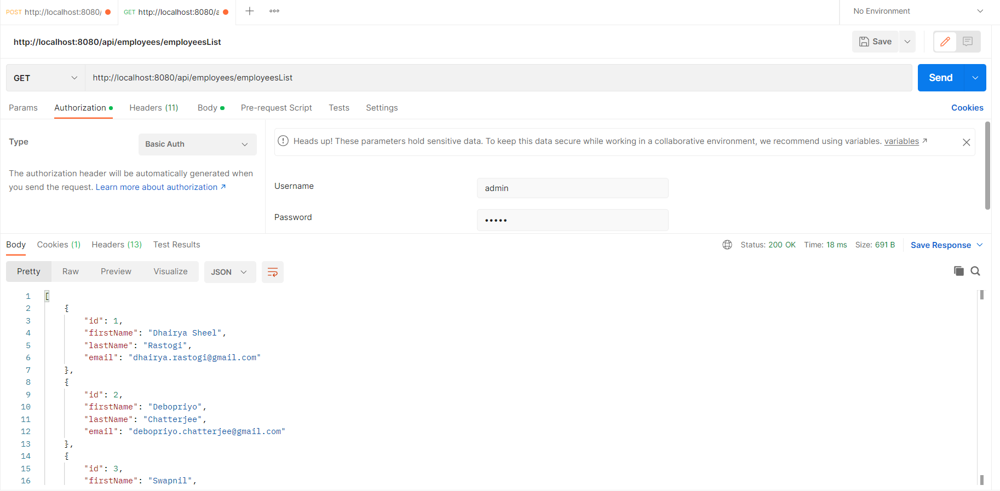 POST http://localhost:8080/
GET http://localhost:8080/a
No Environment
http://localhost:8080/api/employees/employeesList
Save
GET
http://localhost:8080/api/employees/employeesList
Send
Params Authorization Headers (11) Body Pre-request Script Tests Settings Cookies
Type
Basic Auth
The authorization header will be automatically generated when
you send the request. Learn more about authorization ↗
Heads up! These parameters hold sensitive data. To keep this data secure while working in a collaborative environment, we recommend using variables. variables ↗
Username
admin
Password
•••••
Body Cookies (1) Headers (13) Test Results Status: 200 OK Time: 18 ms Size: 691 B Save Response
Pretty Raw Preview Visualize JSON
1 [
2 {
3 "id": 1,
4 "firstName": "Dhairya Sheel",
5 "lastName": "Rastogi",
6 "email": "dhairya.rastogi@gmail.com"
7 },
8 {
9 "id": 2,
10 "firstName": "Debopriyo",
11 "lastName": "Chatterjee",
12 "email": "debopriyo.chatterjee@gmail.com"
13 },
14 {
15 "id": 3,
16 "firstName": "Swapnil",